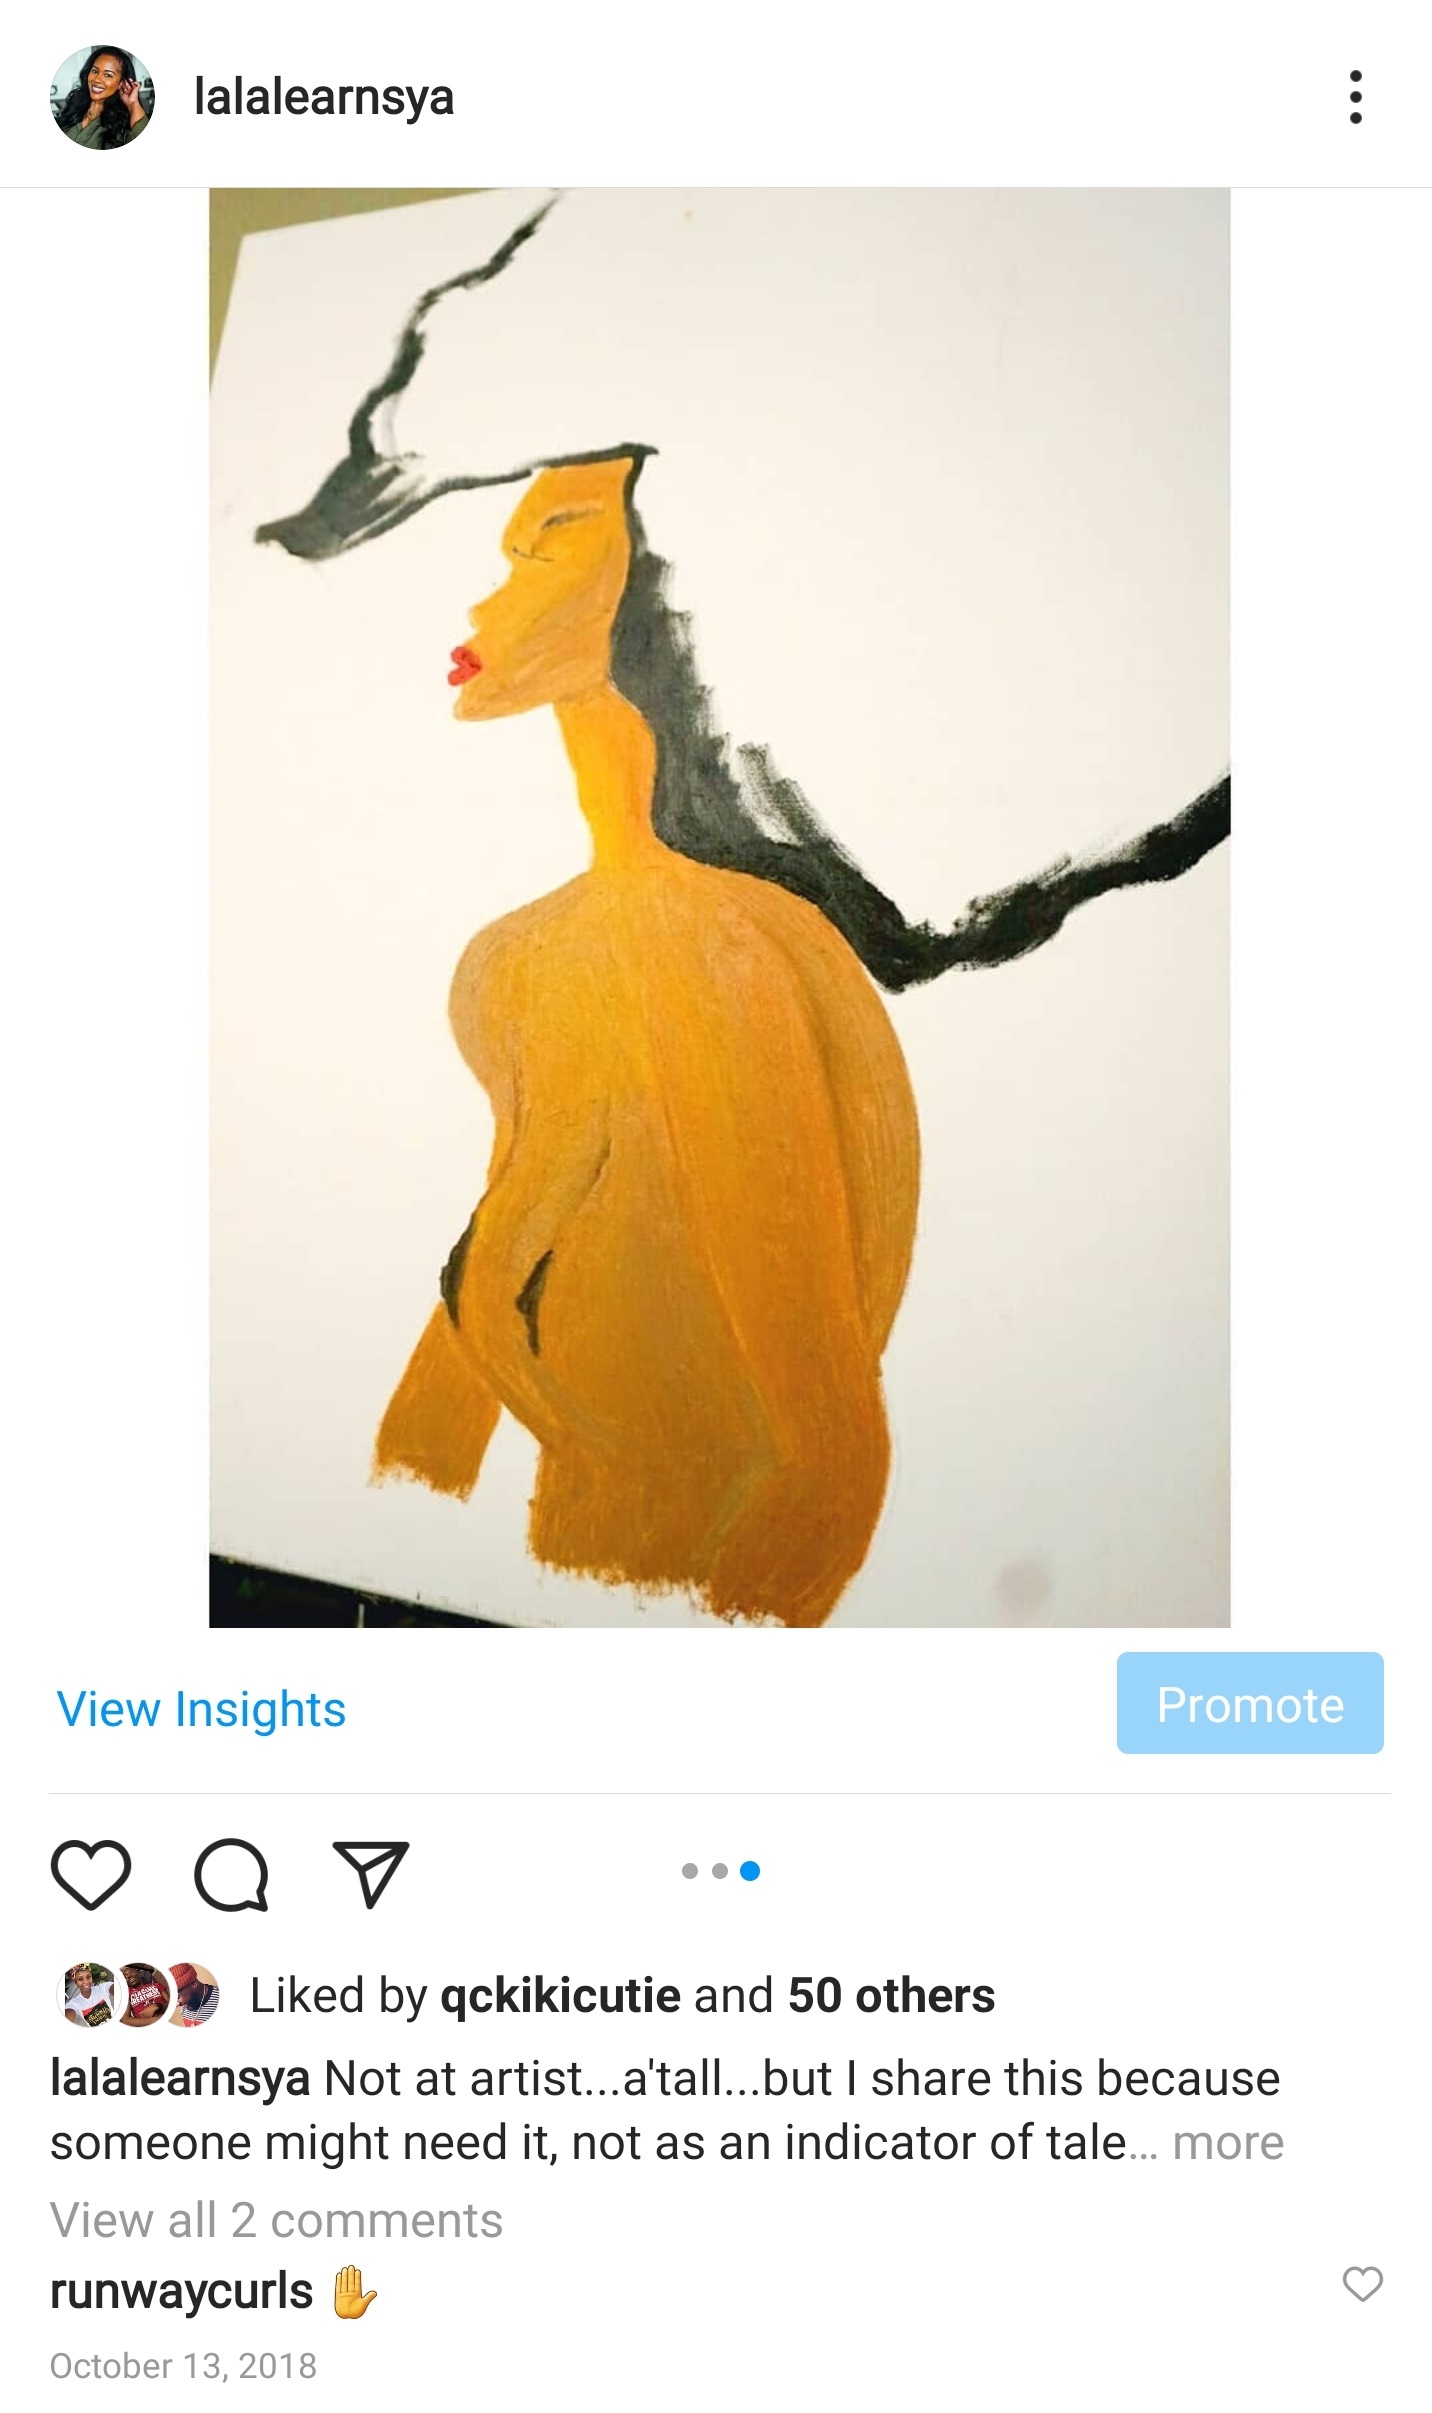 lalalearnsya
View Insights
Promote
Liked by qckikicutie and 50 others
lalalearnsya Not at artist...a'tall...but I share this because
someone might need it, not as an indicator of tale… more
View all 2 comments
runwaycurls ✋
October 13, 2018